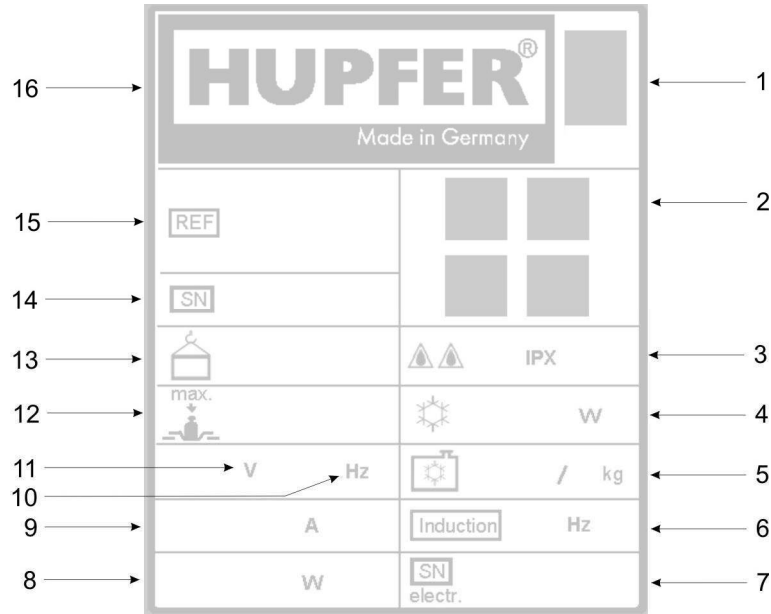 HUPFER®
16
1
Made in Germany
15
REF
2
14
SN
13
IPX
3
12
max.
W
4
11
V
Hz
10
/ kg
5
9
A
Induction
Hz
6
8
W
SN
electr.
7